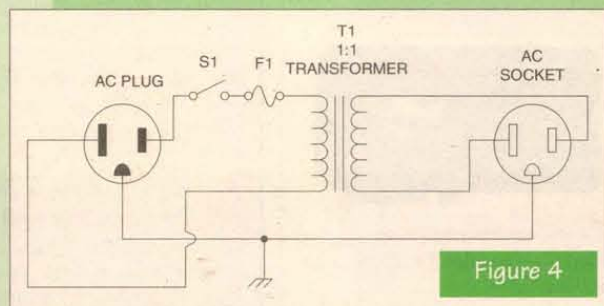 T1
1:1
TRANSFORMER
AC PLUG
S1
F1
AC
SOCKET
Figure 4